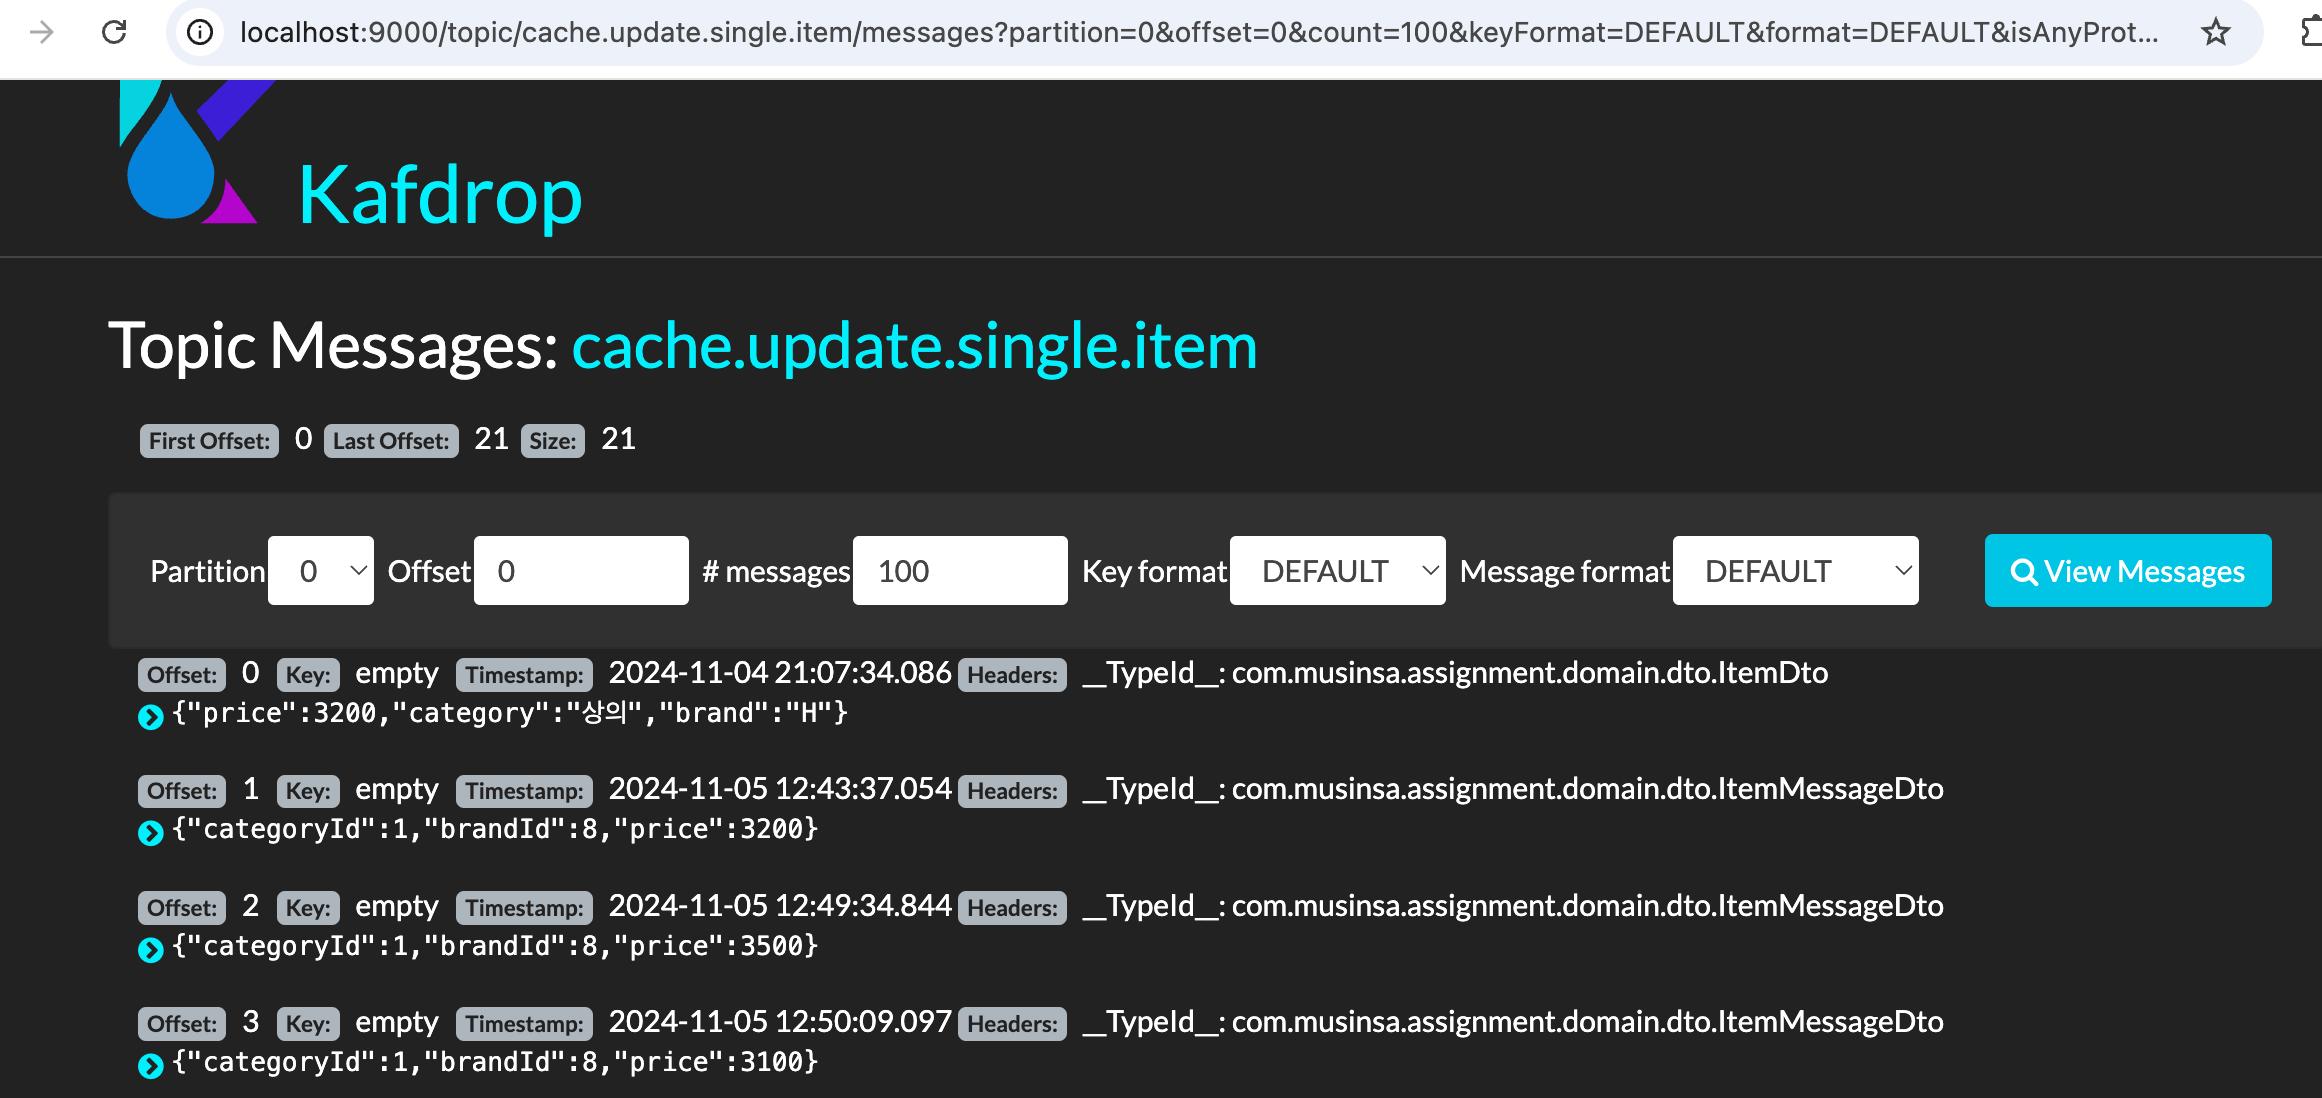 localhost:9000/topic/cache.update.single.item/messages?partition=0&offset=0&count=100&keyFormat=DEFAULT&format=DEFAULT&isAnyProt...
Kafdrop
Topic Messages: cache.update.single.item
First Offset: 0 Last Offset: 21 Size: 21
Partition 0 Offset 0 # messages 100 Key format DEFAULT Message format DEFAULT View Messages
Offset: 0 Key: empty Timestamp: 2024-11-04 21:07:34.086 Headers: __TypeId__: com.musinsa.assignment.domain.dto.ItemDto
{"price":3200,"category":"상의","brand":"H"}
Offset: 1 Key: empty Timestamp: 2024-11-05 12:43:37.054 Headers: __TypeId__: com.musinsa.assignment.domain.dto.ItemMessageDto
{"categoryId":1,"brandId":8,"price":3200}
Offset: 2 Key: empty Timestamp: 2024-11-05 12:49:34.844 Headers: __TypeId__: com.musinsa.assignment.domain.dto.ItemMessageDto
{"categoryId":1,"brandId":8,"price":3500}
Offset: 3 Key: empty Timestamp: 2024-11-05 12:50:09.097 Headers: __TypeId__: com.musinsa.assignment.domain.dto.ItemMessageDto
{"categoryId":1,"brandId":8,"price":3100}